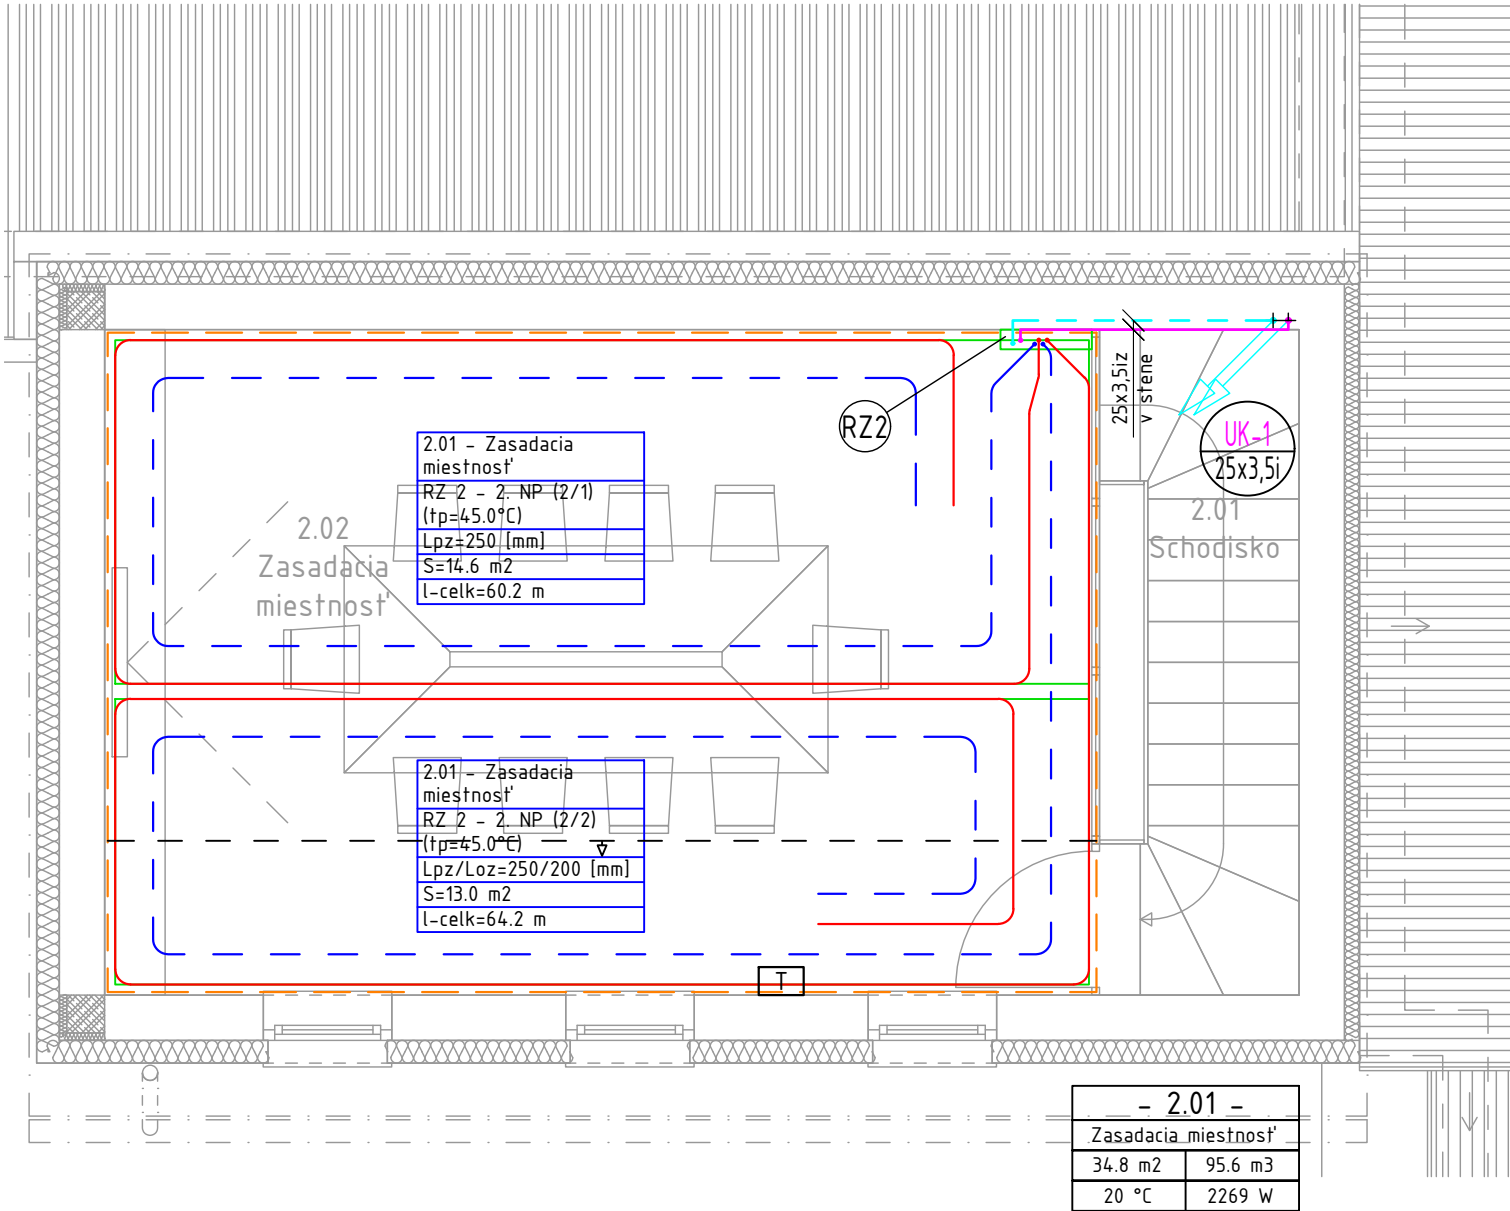 25x3,5iz
v stene
RZ2
UK-1
25x3,5i
2.01
Schodisko
2.01 - Zasadacia
miestnosť
RZ 2 - 2. NP (2/1)
(tp=45.0°C)
Lpz=250 [mm]
S=14.6 m2
l-celk=60.2 m
2.02
Zasadacia
miestnosť
2.01 - Zasadacia
miestnosť
RZ 2 - 2. NP (2/2)
(tp=45.0°C)
Lpz/Loz=250/200 [mm]
S=13.0 m2
l-celk=64.2 m
T
- 2.01 -
Zasadacia miestnosť
34.8 m2 95.6 m3
20 °C 2269 W